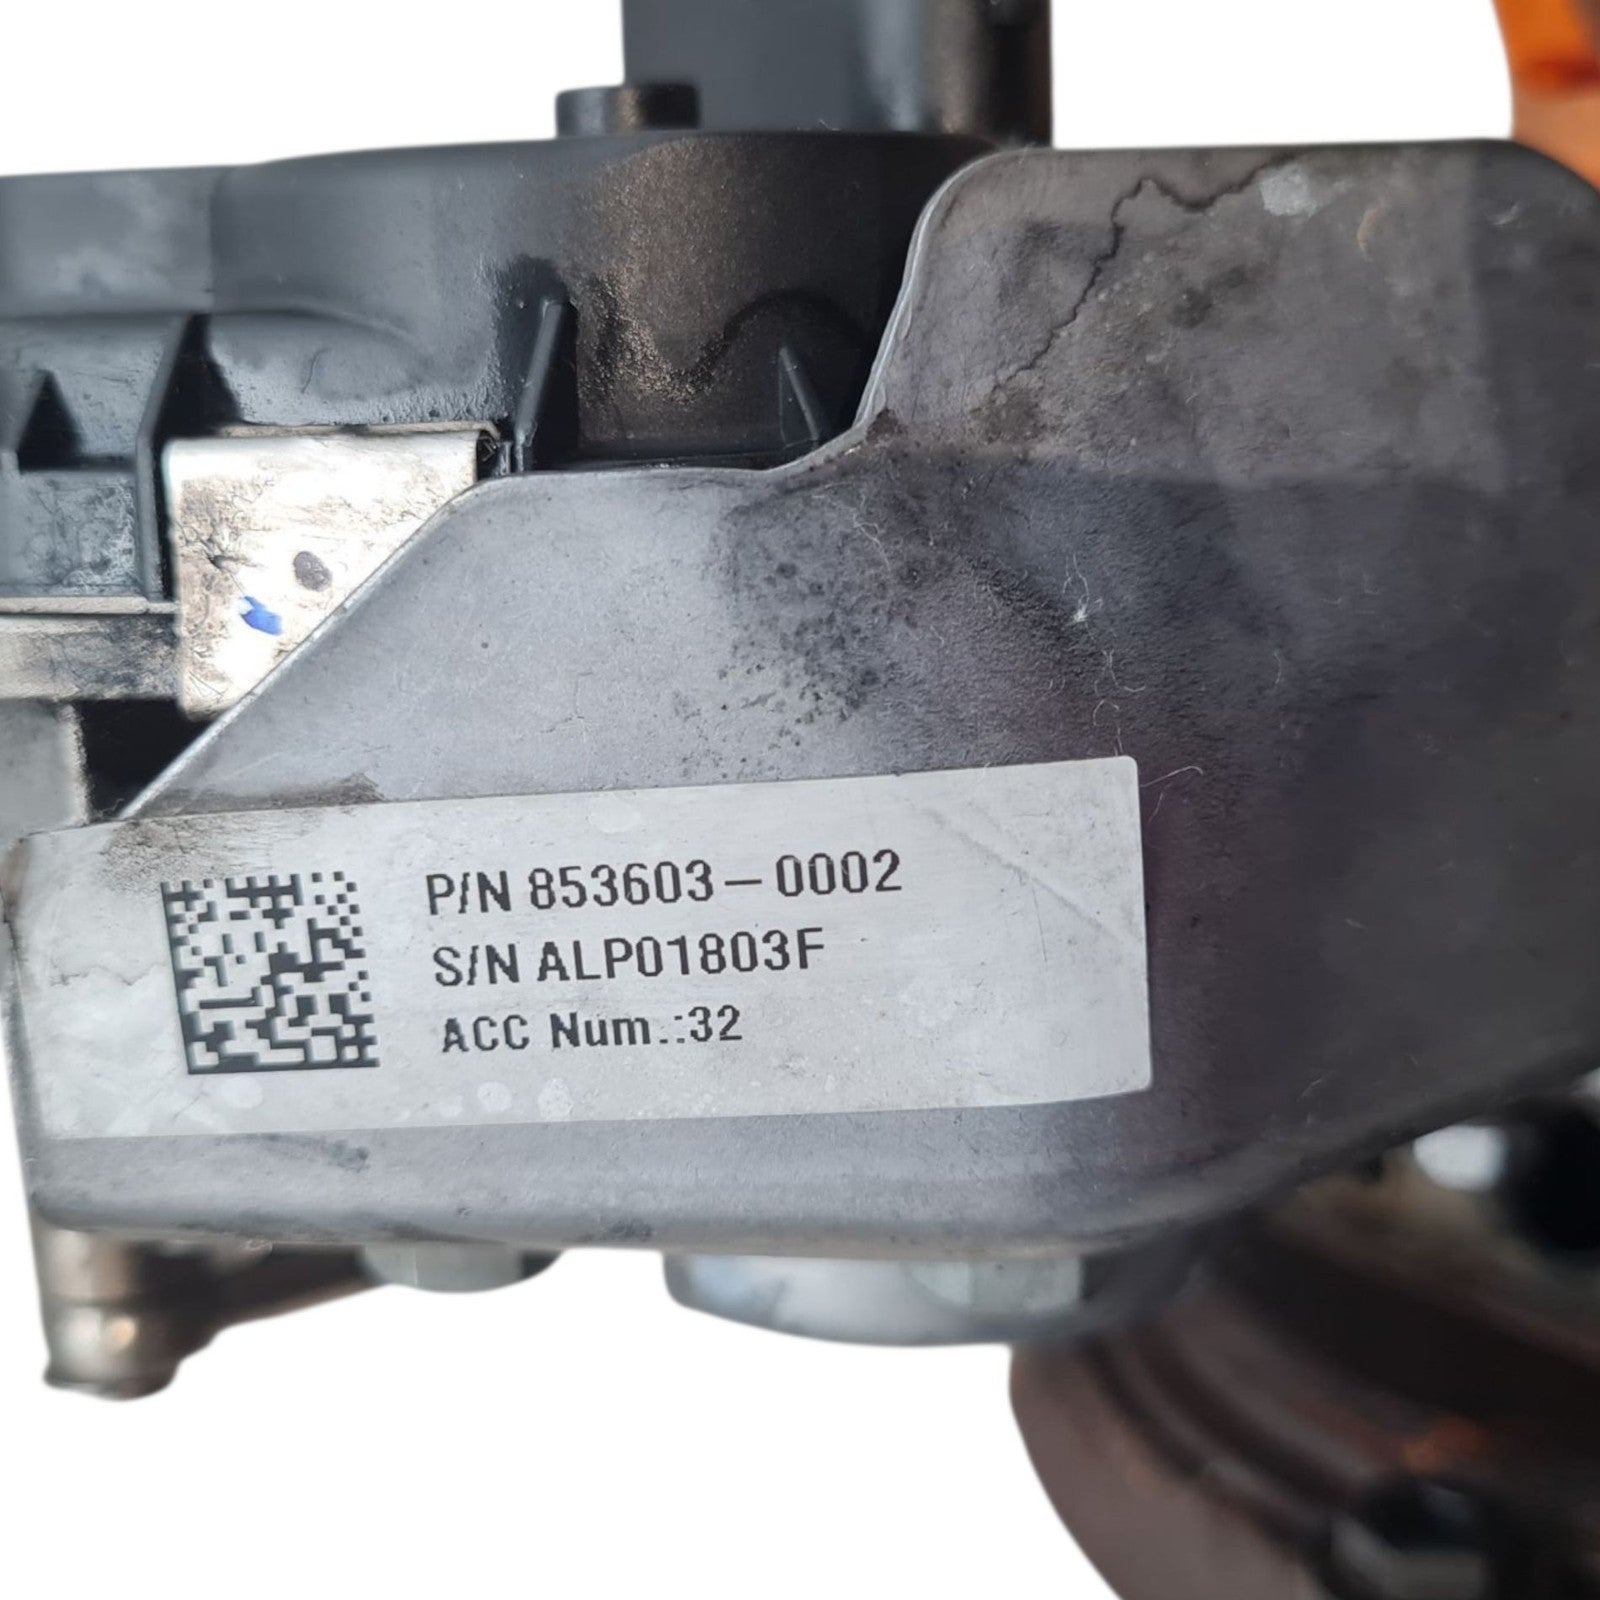 P/N 853603-0002
S/N ALP01803F
ACC Num.:32